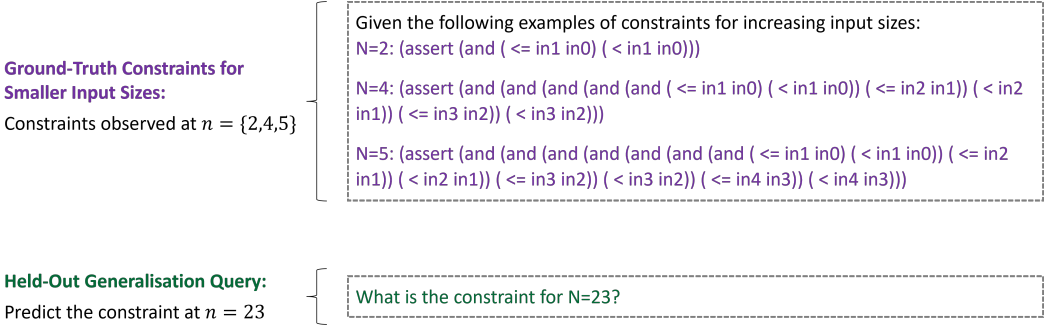 Ground-Truth Constraints for
Smaller Input Sizes:
Constraints observed at n = {2,4,5}
Given the following examples of constraints for increasing input sizes:
N=2: (assert (and ( <= in1 in0) ( < in1 in0)))
N=4: (assert (and (and (and (and (and ( <= in1 in0) ( < in1 in0)) ( <= in2 in1)) ( < in2
in1)) ( <= in3 in2)) ( < in3 in2)))
N=5: (assert (and (and (and (and (and (and (and ( <= in1 in0) ( < in1 in0)) ( <= in2
in1)) ( < in2 in1)) ( <= in3 in2)) ( < in3 in2)) ( <= in4 in3)) ( < in4 in3)))
Held-Out Generalisation Query:
Predict the constraint at n = 23
What is the constraint for N=23?